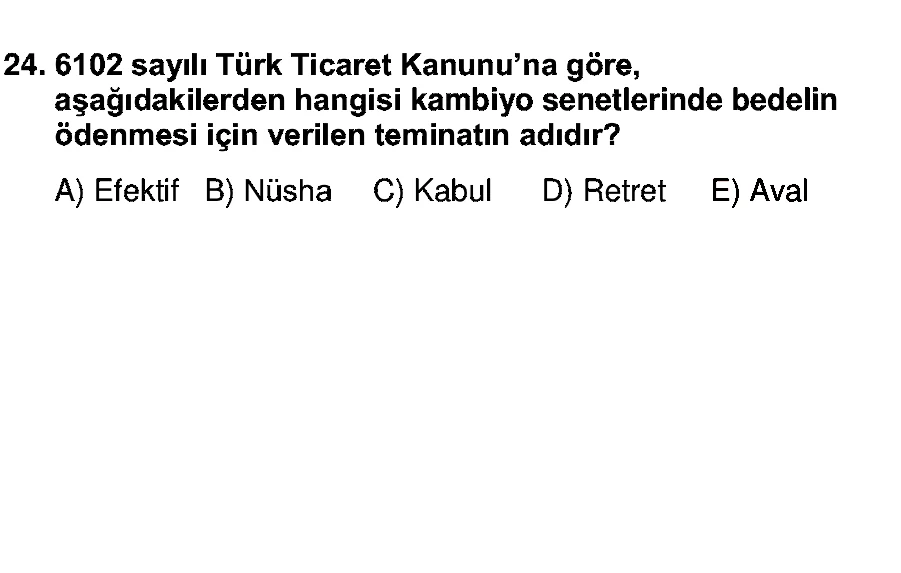 24. 6102 sayılı Türk Ticaret Kanunu’na göre,
aşağıdakilerden hangisi kambiyo senetlerinde bedelin
ödenmesi için verilen teminatın adıdır?
A) Efektif B) Nüsha C) Kabul D) Retret E) Aval